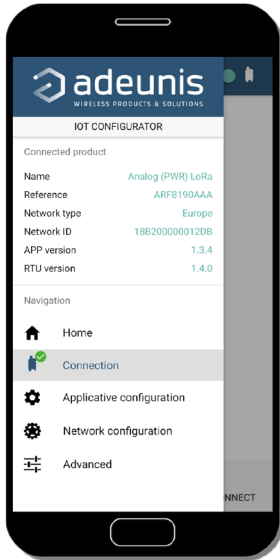 adeunis
WIRELESS PRODUCTS & SOLUTIONS
IOT CONFIGURATOR
Connected product
Name Analog (PWR) LoRa
Reference ARF8190AAA
Network type Europe
Network ID 18B200000012DB
APP version 1.3.4
RTU version 1.4.0
Navigation
Home
Connection
Applicative configuration
Network configuration
Advanced
NNECT